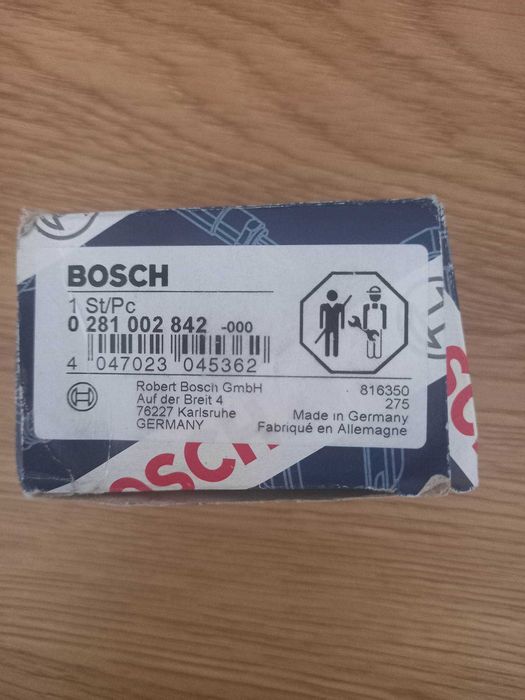 BOSCH
1 St/Pc
0 281 002 842 -000
4 047023 045362
Robert Bosch GmbH
Auf der Breit 4
76227 Karlsruhe
GERMANY
816350
275
Made in Germany
Fabriqué en Allemagne
OSCH